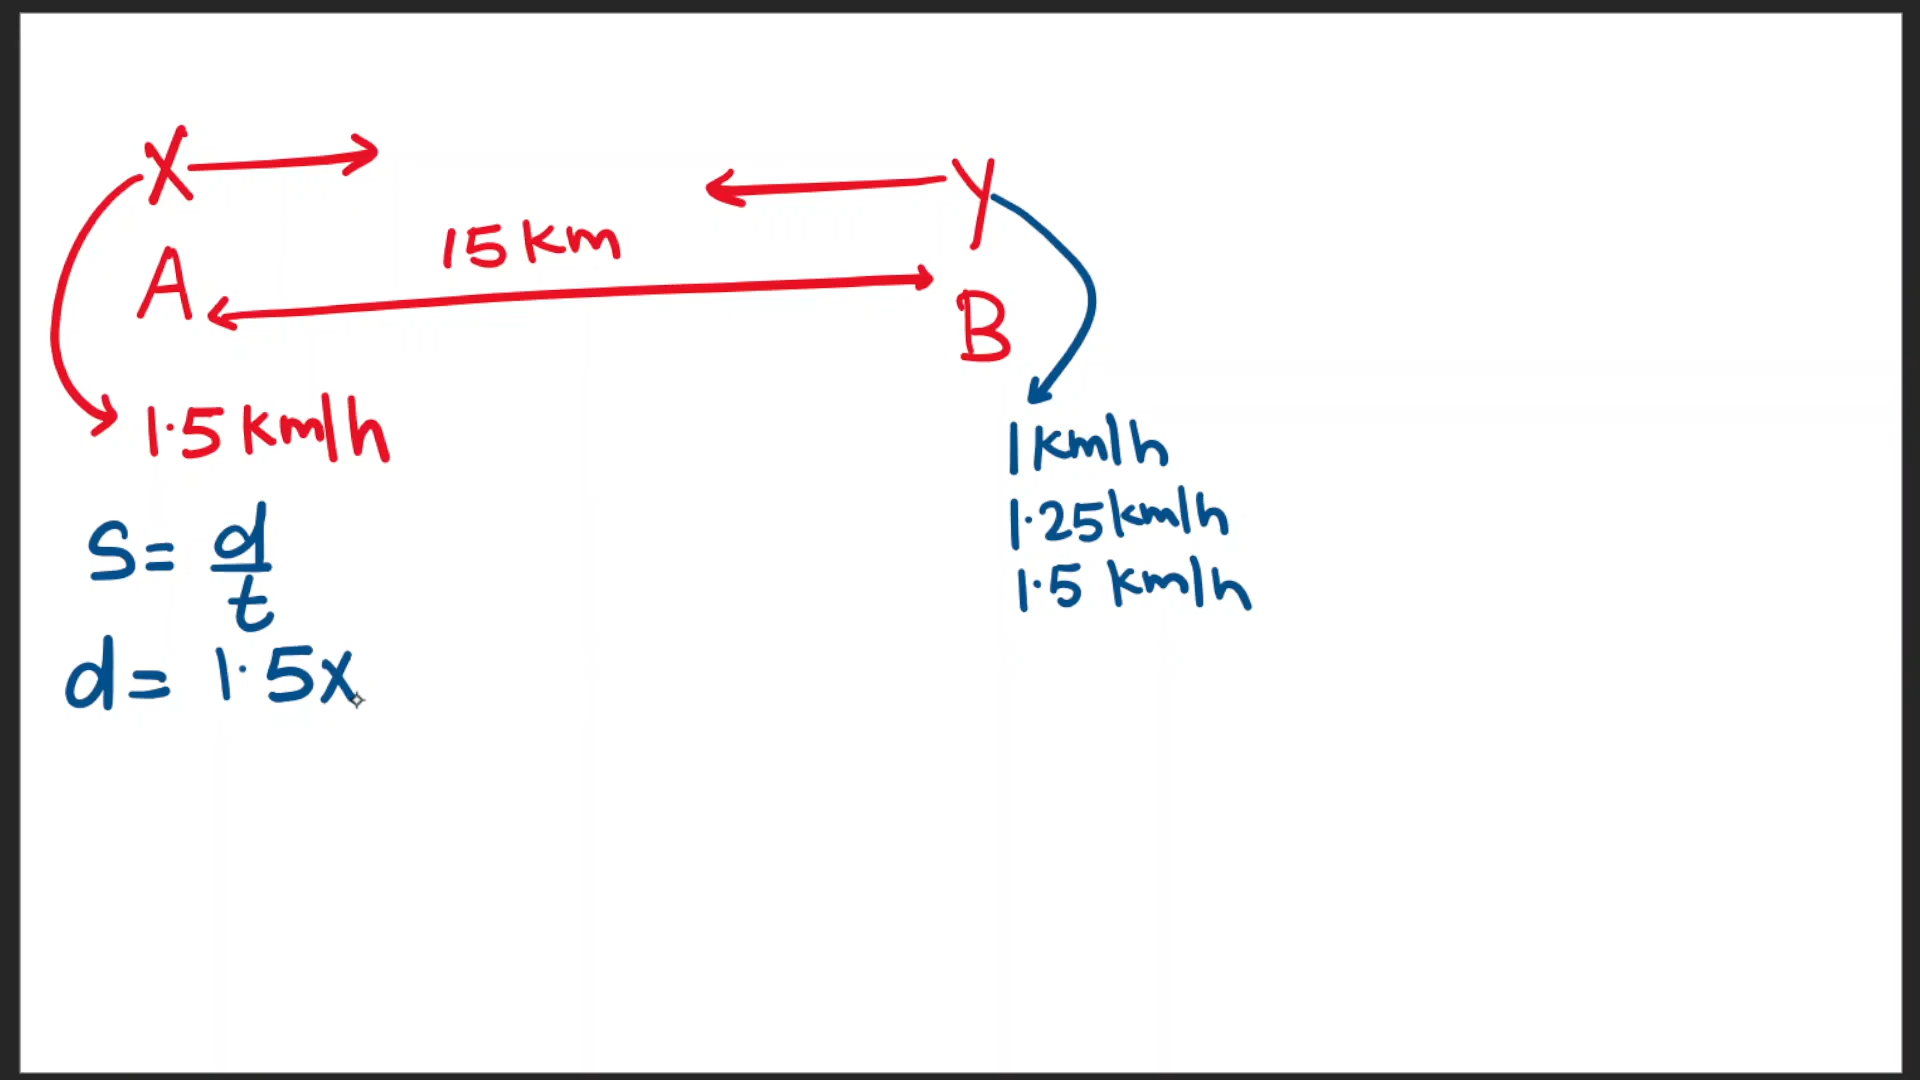 X Y
15 km
A B
1.5 km/h
1 km/h
1.25 km/h
1.5 km/h
S = d/t
d = 1.5x